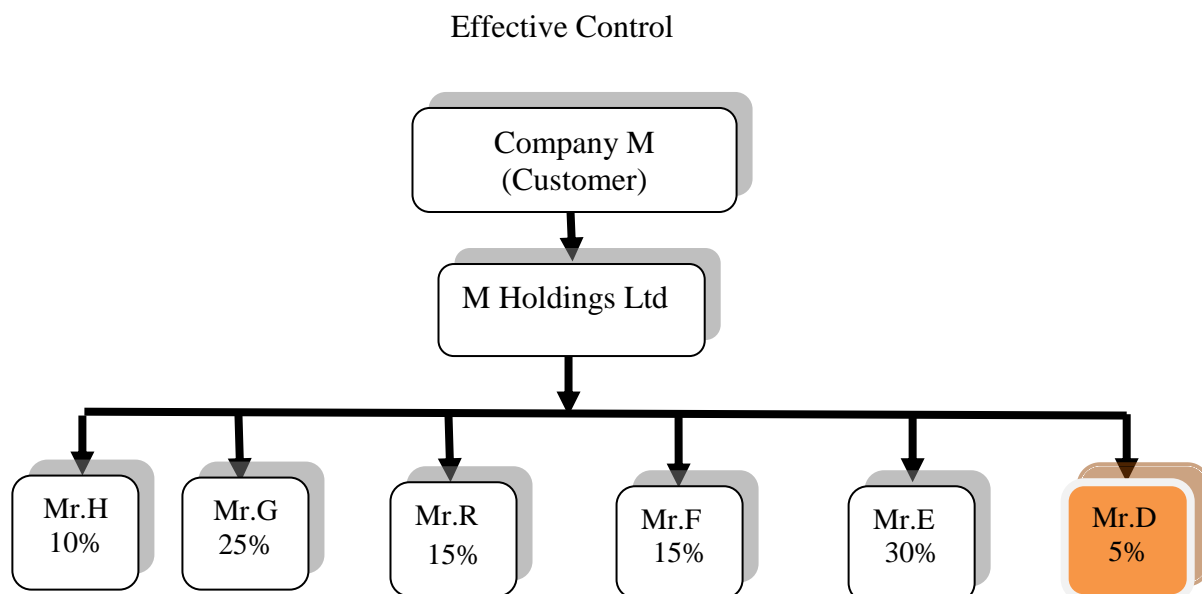 Effective Control
Company M
(Customer)
M Holdings Ltd
Mr.H
10%
Mr.G
25%
Mr.R
15%
Mr.F
15%
Mr.E
30%
Mr.D
5%